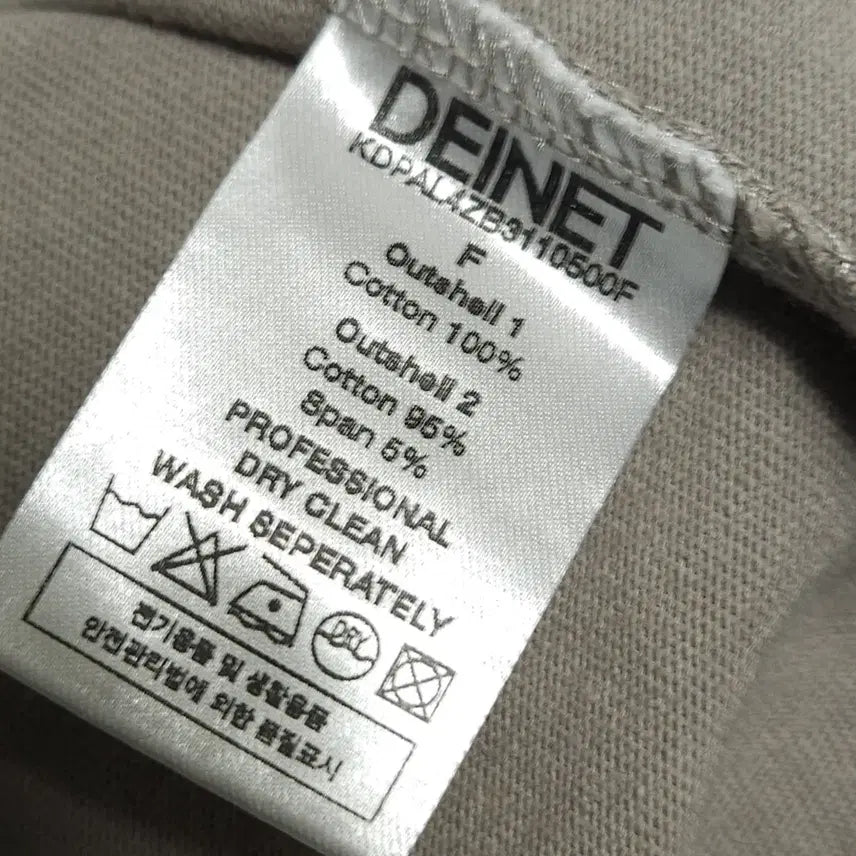 DEINET
KDPAL4ZB3110500F
F
Outshell 1
Cotton 100%
Outshell 2
Cotton 95%
Span 5%
PROFESSIONAL
DRY CLEAN
WASH SEPERATELY
DRY
전기용품 및 생활용품
안전관리법에 의한 품질표시